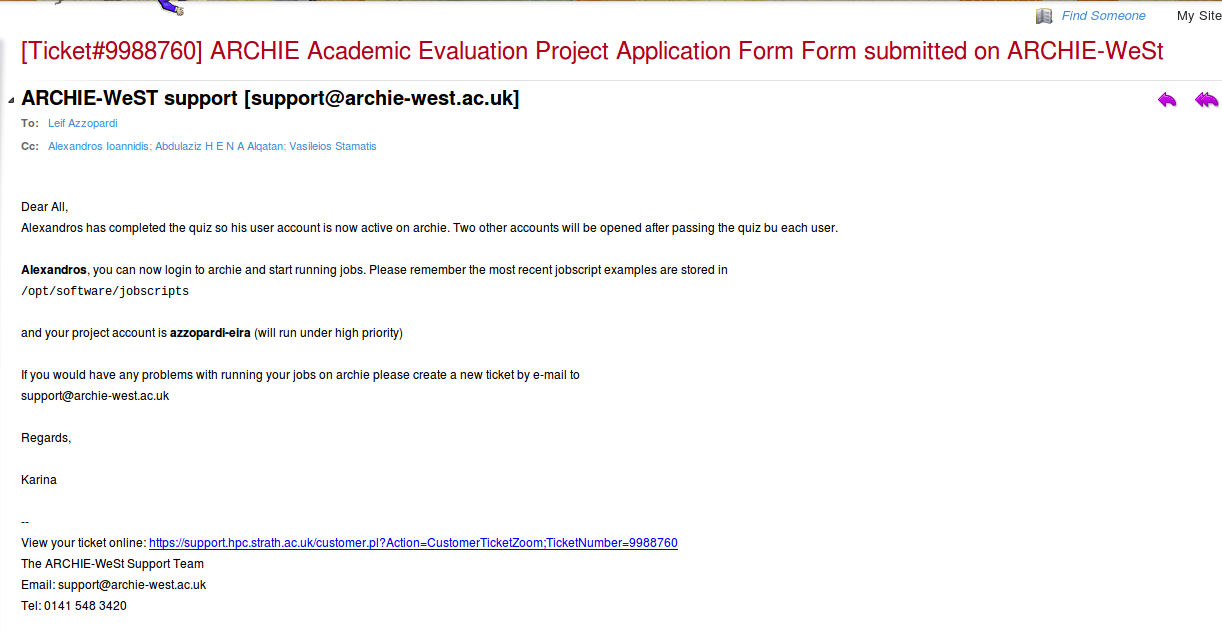 Find Someone My Site
[Ticket#9988760] ARCHIE Academic Evaluation Project Application Form Form submitted on ARCHIE-WeSt
ARCHIE-WeST support [support@archie-west.ac.uk]
To: Leif Azzopardi
Cc: Alexandros Ioannidis; Abdulaziz H E N A Alqatan; Vasileios Stamatis
Dear All,
Alexandros has completed the quiz so his user account is now active on archie. Two other accounts will be opened after passing the quiz bu each user.
Alexandros, you can now login to archie and start running jobs. Please remember the most recent jobscript examples are stored in
/opt/software/jobscripts
and your project account is azzopardi-eira (will run under high priority)
If you would have any problems with running your jobs on archie please create a new ticket by e-mail to
support@archie-west.ac.uk
Regards,
Karina
--
View your ticket online: https://support.hpc.strath.ac.uk/customer.pl?Action=CustomerTicketZoom;TicketNumber=9988760
The ARCHIE-WeSt Support Team
Email: support@archie-west.ac.uk
Tel: 0141 548 3420